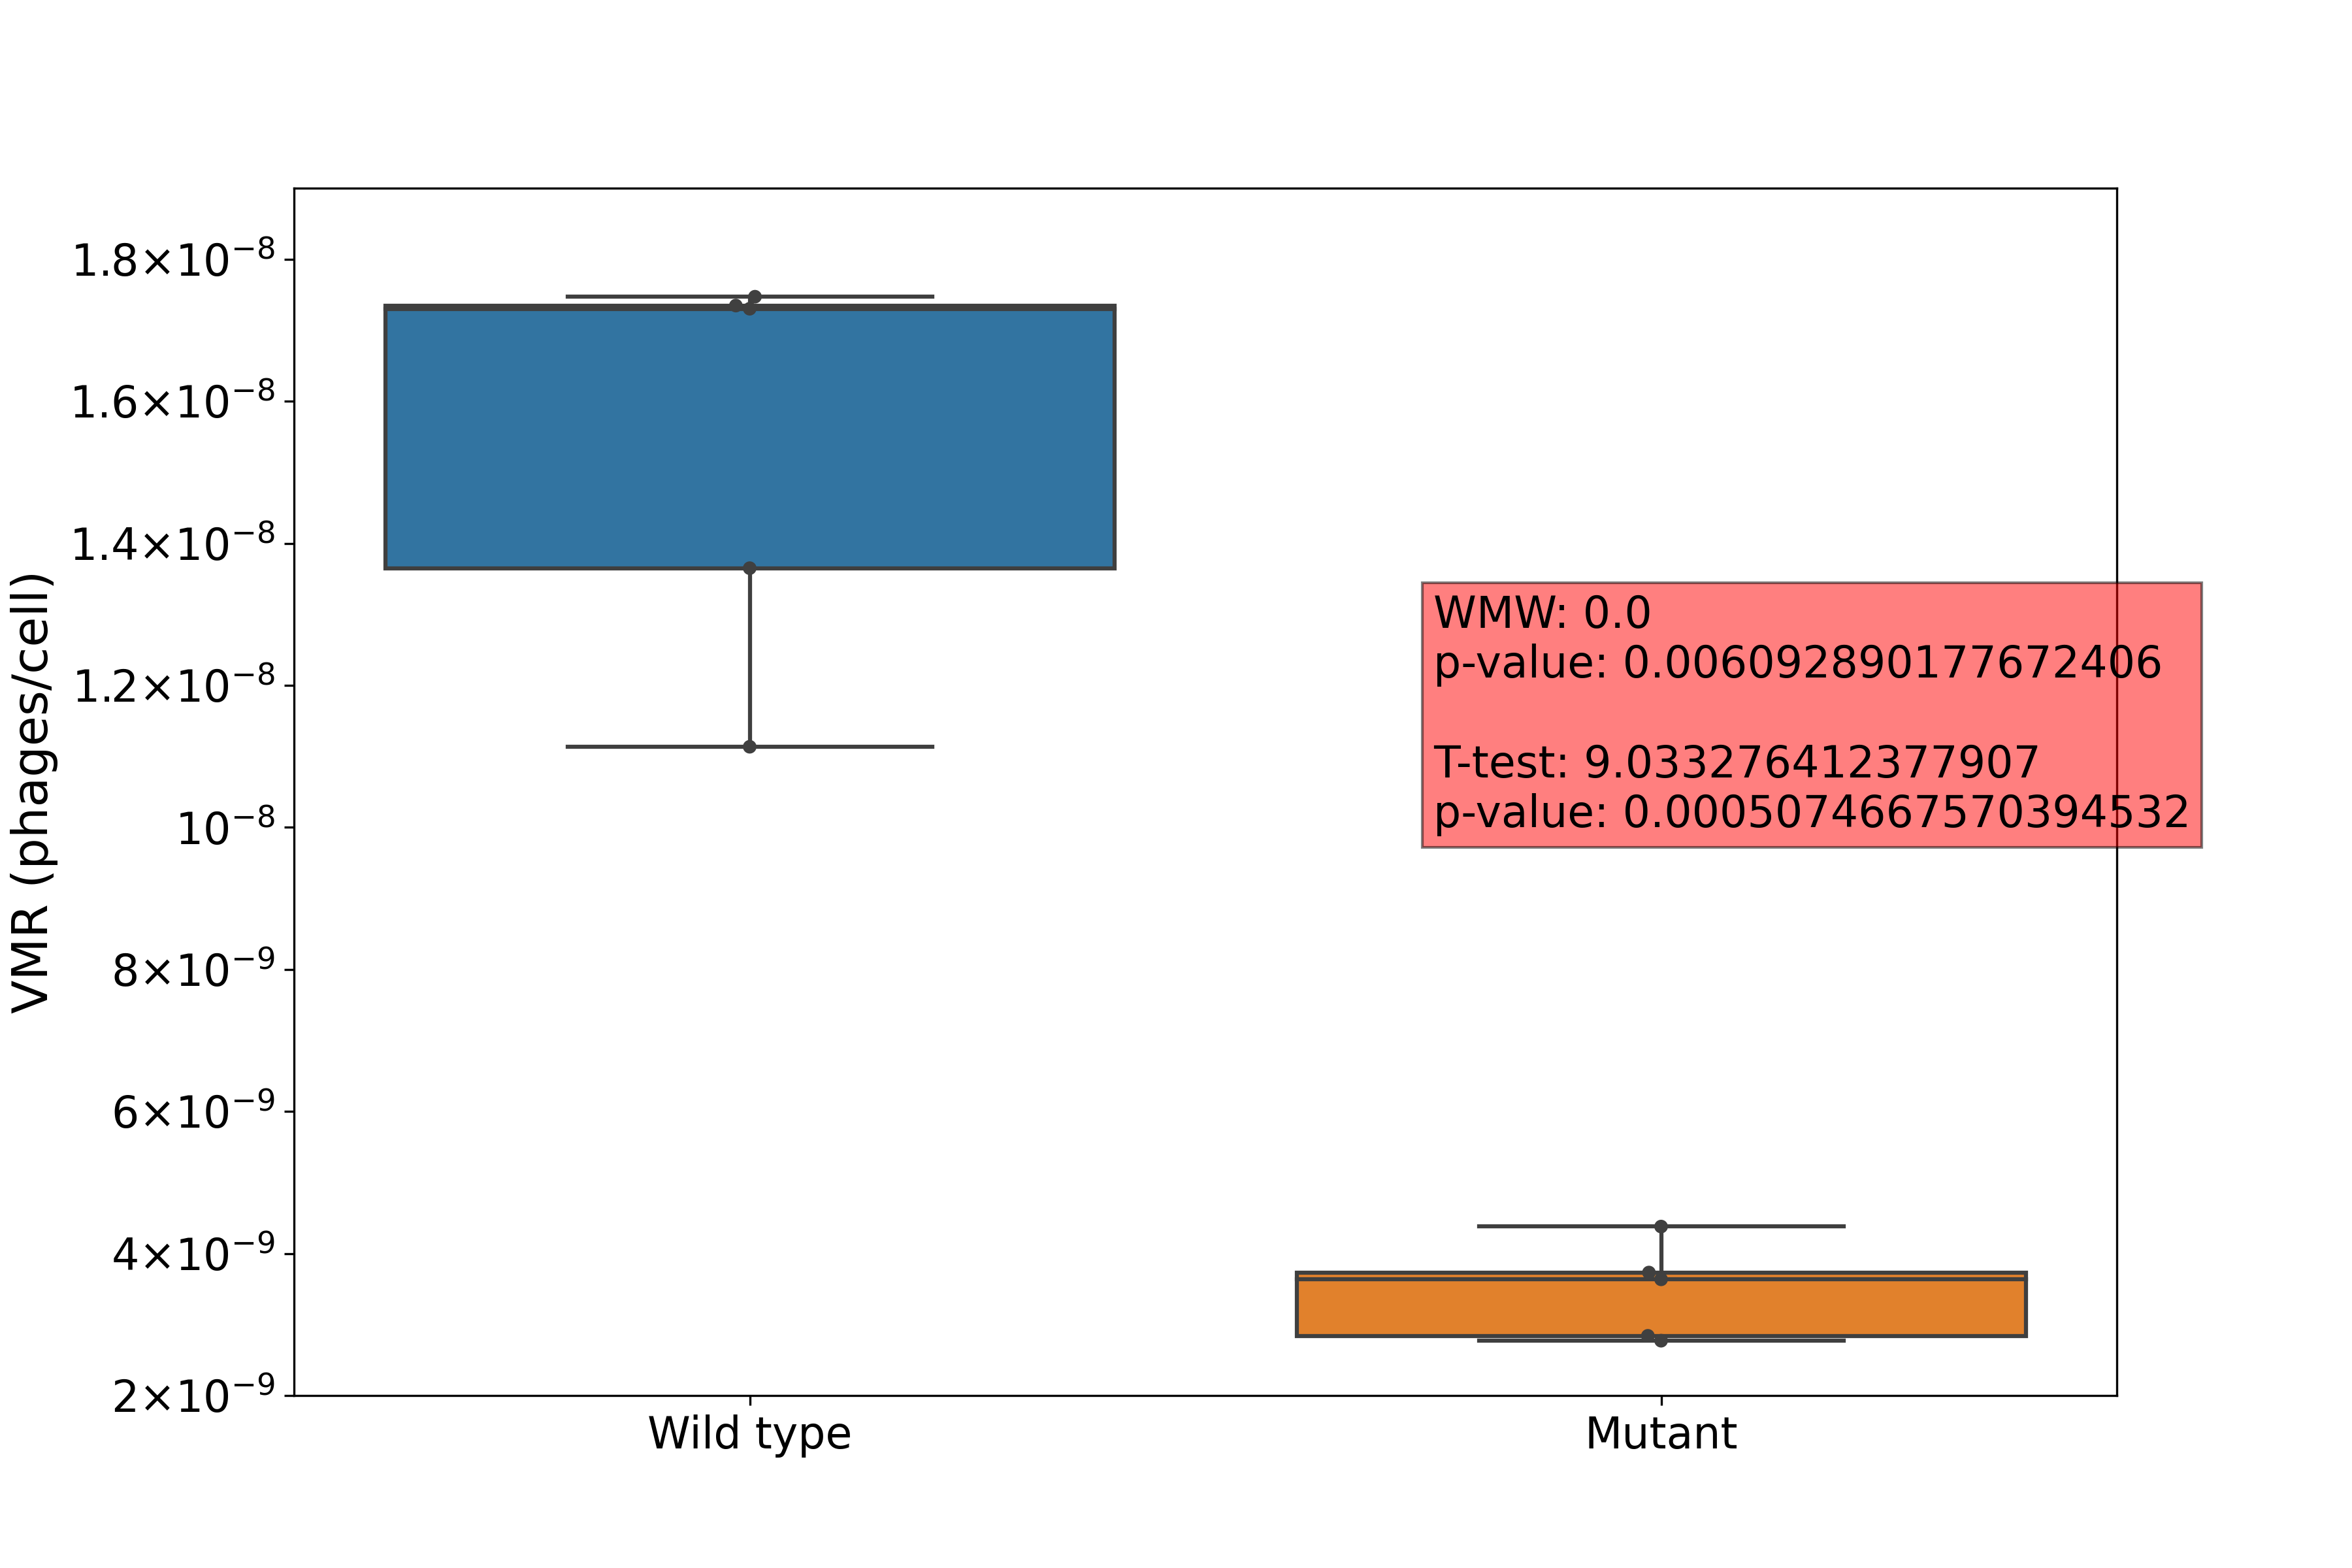 VMR (phages/cell)
1.8×10⁻⁸
1.6×10⁻⁸
1.4×10⁻⁸
1.2×10⁻⁸
10⁻⁸
8×10⁻⁹
6×10⁻⁹
4×10⁻⁹
2×10⁻⁹
WMW: 0.0
p-value: 0.006092890177672406
T-test: 9.033276412377907
p-value: 0.0005074667570394532
Wild type
Mutant